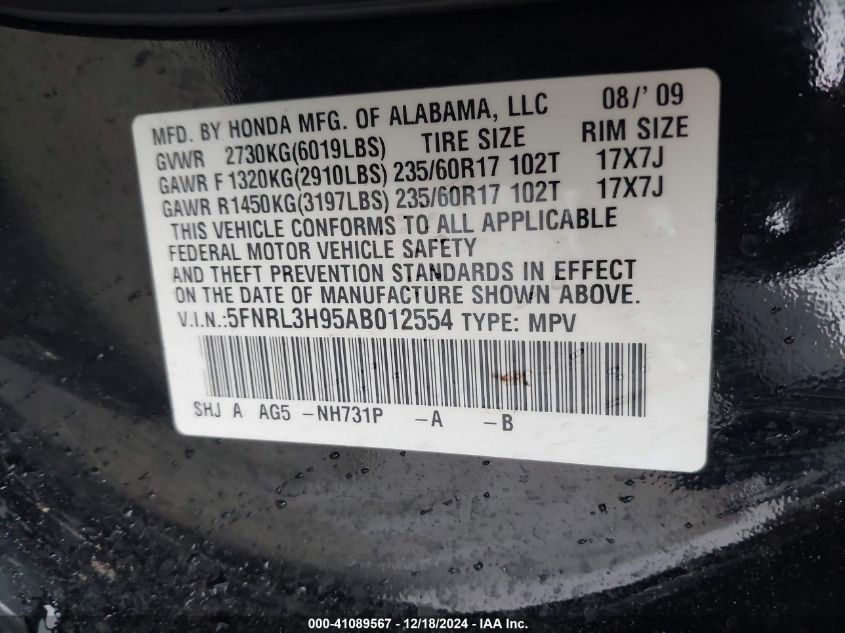 MFD. BY HONDA MFG. OF ALABAMA, LLC 08/'09
GVWR 2730KG(6019LBS) TIRE SIZE RIM SIZE
GAWR F 1320KG(2910LBS) 235/60R17 102T 17X7J
GAWR R1450KG(3197LBS) 235/60R17 102T 17X7J
THIS VEHICLE CONFORMS TO ALL APPLICABLE
FEDERAL MOTOR VEHICLE SAFETY
AND THEFT PREVENTION STANDARDS IN EFFECT
ON THE DATE OF MANUFACTURE SHOWN ABOVE.
V.I.N.:5FNRL3H95AB012554 TYPE: MPV
SHJ A AG5 -NH731P -A -B
000-41089567 - 12/18/2024 - IAA Inc.